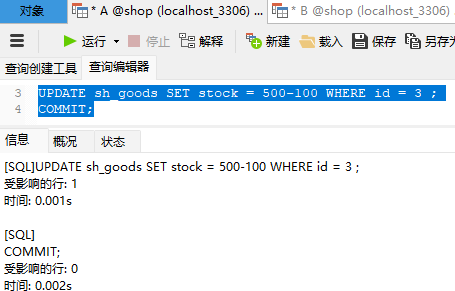 对象
* A @shop (localhost_3306) ...
* B @shop (localhost_3306) ...
运行
停止
解释
新建
载入
保存
另存为
查询创建工具
查询编辑器
3 UPDATE sh_goods SET stock = 500-100 WHERE id = 3 ;
4 COMMIT;
信息
概况
状态
[SQL]UPDATE sh_goods SET stock = 500-100 WHERE id = 3 ;
受影响的行: 1
时间: 0.001s
[SQL]
COMMIT;
受影响的行: 0
时间: 0.002s